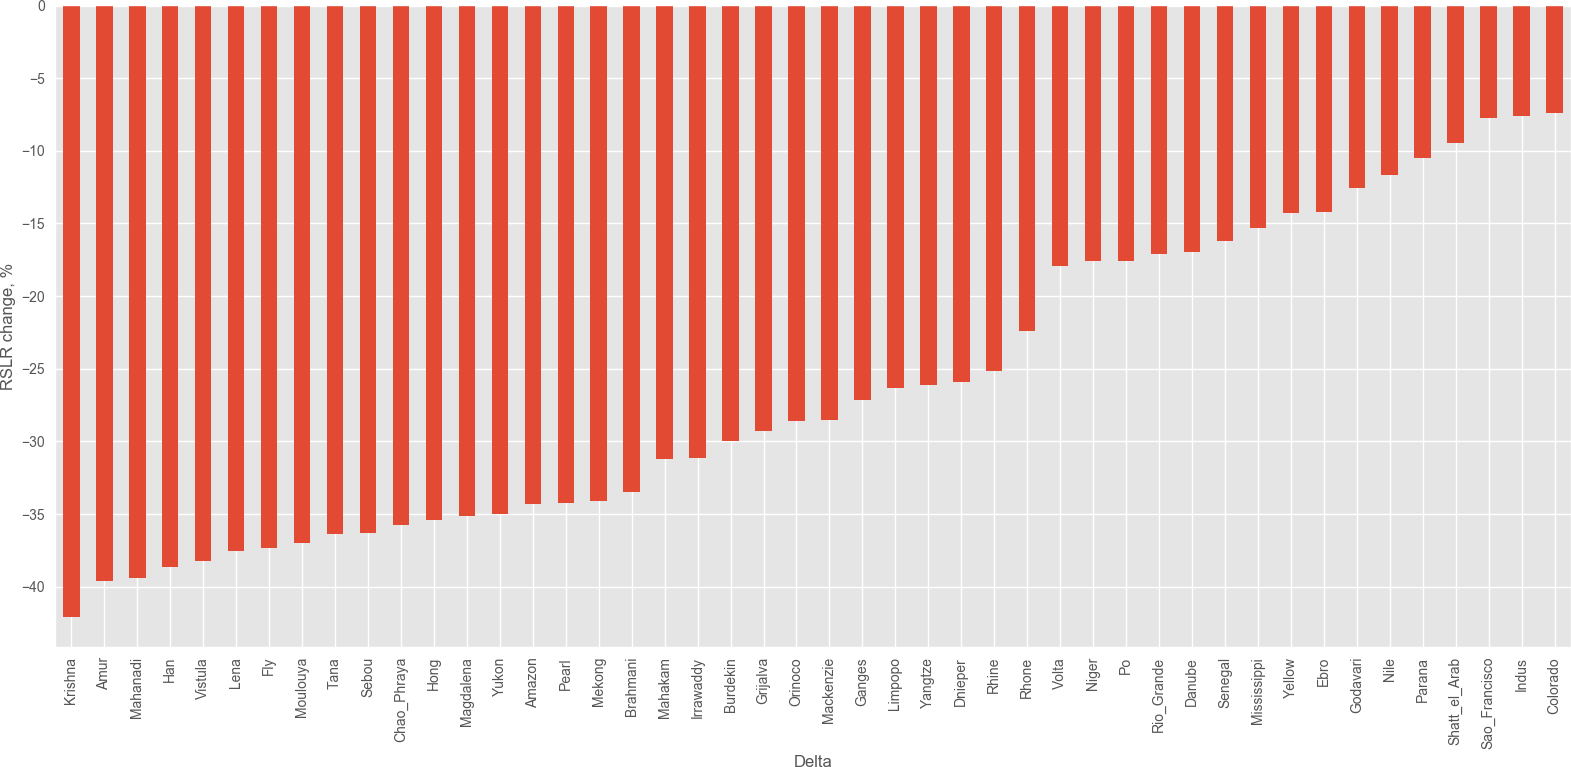 0
−5
−10
−15
−20
−25
−30
−35
−40
RSLR change, %
Krishna
Amur
Mahanadi
Han
Vistula
Lena
Fly
Moulouya
Tana
Sebou
Chao_Phraya
Hong
Magdalena
Yukon
Amazon
Pearl
Mekong
Brahmani
Mahakam
Irrawaddy
Burdekin
Grijalva
Orinoco
Mackenzie
Ganges
Limpopo
Yangtze
Dnieper
Rhine
Rhone
Volta
Niger
Po
Rio_Grande
Danube
Senegal
Mississippi
Yellow
Ebro
Godavari
Nile
Parana
Shatt_el_Arab
Sao_Francisco
Indus
Colorado
Delta